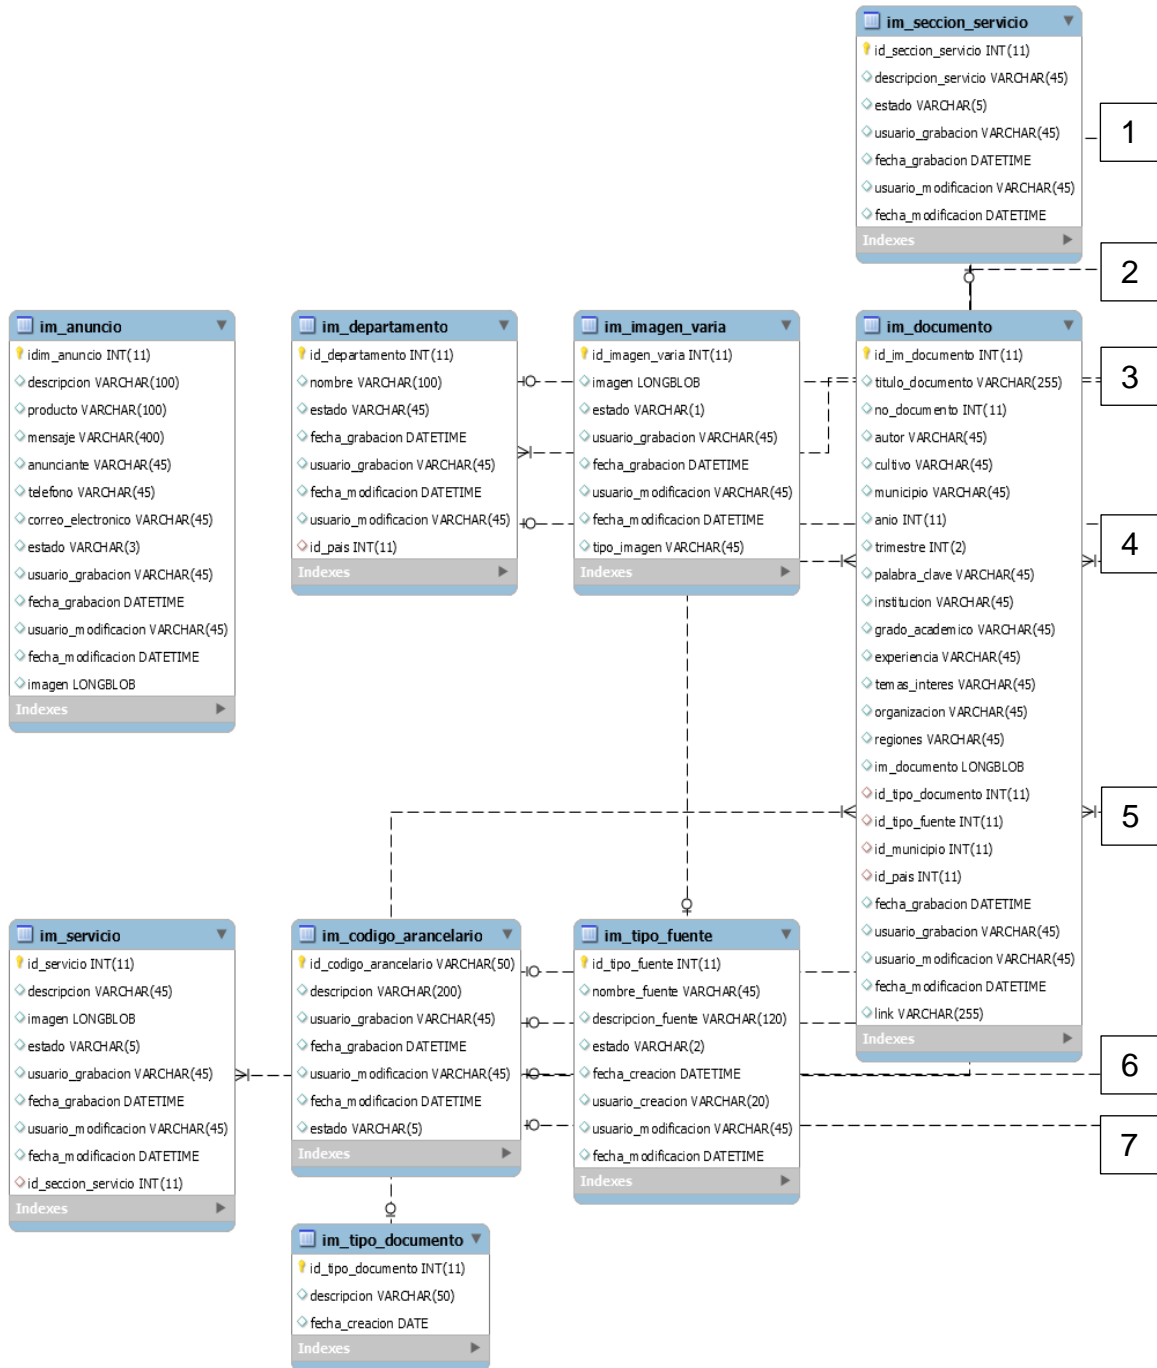 im_seccion_servicio
id_seccion_servicio INT(11)
descripcion_servicio VARCHAR(45)
estado VARCHAR(5)
usuario_grabacion VARCHAR(45)
fecha_grabacion DATETIME
usuario_modificacion VARCHAR(45)
fecha_modificacion DATETIME
Indexes
1
2
im_anuncio
idim_anuncio INT(11)
descripcion VARCHAR(100)
producto VARCHAR(100)
mensaje VARCHAR(400)
anunciante VARCHAR(45)
telefono VARCHAR(45)
correo_electronico VARCHAR(45)
estado VARCHAR(3)
usuario_grabacion VARCHAR(45)
fecha_grabacion DATETIME
usuario_modificacion VARCHAR(45)
fecha_modificacion DATETIME
imagen LONGBLOB
Indexes
im_departamento
id_departamento INT(11)
nombre VARCHAR(100)
estado VARCHAR(45)
fecha_grabacion DATETIME
usuario_grabacion VARCHAR(45)
fecha_modificacion DATETIME
usuario_modificacion VARCHAR(45)
id_pais INT(11)
Indexes
im_imagen_varia
id_imagen_varia INT(11)
imagen LONGBLOB
estado VARCHAR(1)
usuario_grabacion VARCHAR(45)
fecha_grabacion DATETIME
usuario_modificacion VARCHAR(45)
fecha_modificacion DATETIME
tipo_imagen VARCHAR(45)
Indexes
im_documento
id_im_documento INT(11)
titulo_documento VARCHAR(255)
no_documento INT(11)
autor VARCHAR(45)
cultivo VARCHAR(45)
municipio VARCHAR(45)
anio INT(11)
trimestre INT(2)
palabra_clave VARCHAR(45)
institucion VARCHAR(45)
grado_academico VARCHAR(45)
experiencia VARCHAR(45)
temas_interes VARCHAR(45)
organizacion VARCHAR(45)
regiones VARCHAR(45)
im_documento LONGBLOB
id_tipo_documento INT(11)
id_tipo_fuente INT(11)
id_municipio INT(11)
id_pais INT(11)
fecha_grabacion DATETIME
usuario_grabacion VARCHAR(45)
usuario_modificacion VARCHAR(45)
fecha_modificacion DATETIME
link VARCHAR(255)
Indexes
3
4
5
im_servicio
id_servicio INT(11)
descripcion VARCHAR(45)
imagen LONGBLOB
estado VARCHAR(5)
usuario_grabacion VARCHAR(45)
fecha_grabacion DATETIME
usuario_modificacion VARCHAR(45)
fecha_modificacion DATETIME
id_seccion_servicio INT(11)
Indexes
im_codigo_arancelario
id_codigo_arancelario VARCHAR(50)
descripcion VARCHAR(200)
usuario_grabacion VARCHAR(45)
fecha_grabacion DATETIME
usuario_modificacion VARCHAR(45)
fecha_modificacion DATETIME
estado VARCHAR(5)
Indexes
im_tipo_fuente
id_tipo_fuente INT(11)
nombre_fuente VARCHAR(45)
descripcion_fuente VARCHAR(120)
estado VARCHAR(2)
fecha_creacion DATETIME
usuario_creacion VARCHAR(20)
usuario_modificacion VARCHAR(45)
fecha_modificacion DATETIME
Indexes
6
7
im_tipo_documento
id_tipo_documento INT(11)
descripcion VARCHAR(50)
fecha_creacion DATE
Indexes